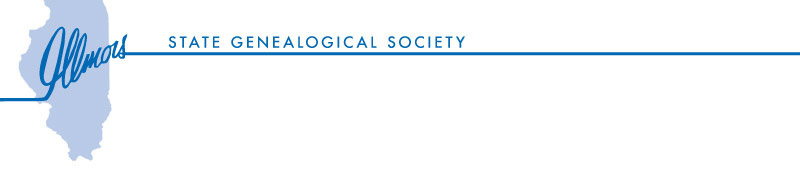 Illinois
STATE GENEALOGICAL SOCIETY